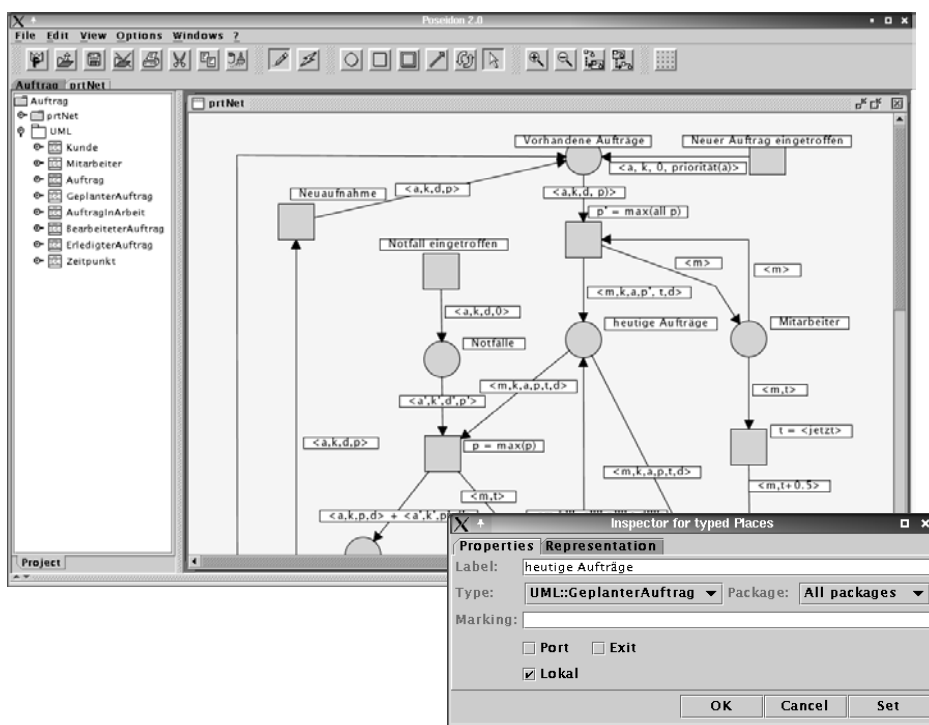 Poseidon 2.0
File Edit View Options Windows ?
Auftrag prtNet
Auftrag
prtNet
UML
Kunde
Mitarbeiter
Auftrag
GeplanterAuftrag
AuftragInArbeit
BearbeiteterAuftrag
ErledigterAuftrag
Zeitpunkt
Project
prtNet
Vorhandene Aufträge
Neuer Auftrag eingetroffen
<a, k, 0, priorität(a)>
Neuaufnahme
<a,k,d,p>
<a,k,d, p)>
p* = max(all p)
Notfall eingetroffen
<m>
<m>
<m,k,a,p*, t,d>
<a,k,d,0>
heutige Aufträge
Mitarbeiter
Notfälle
<m,k,a,p,t,d>
<m,t>
<a*,k*,d*,p*>
<a,k,d,p>
p = max(p)
t = <jetzt>
<m,k,a,p,t,d>
<m,t>
<m,t+0.5>
<a,k,p,d> + <a*,k*,p*
Inspector for typed Places
Properties Representation
Label: heutige Aufträge
Type: UML::GeplanterAuftrag Package: All packages
Marking:
Port Exit
Lokal
OK Cancel Set